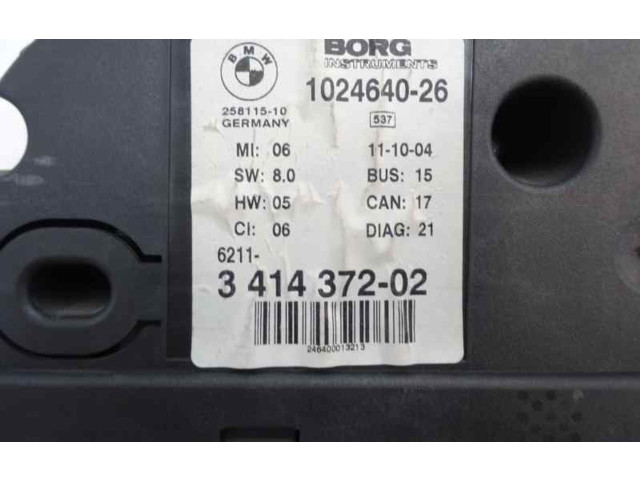 BMW
BORG
INSTRUMENTS
1024640-26
258115-10
GERMANY
537
MI: 06 11-10-04
SW: 8.0 BUS: 15
HW: 05 CAN: 17
CI: 06 DIAG: 21
6211-
3 414 372-02
246400013213